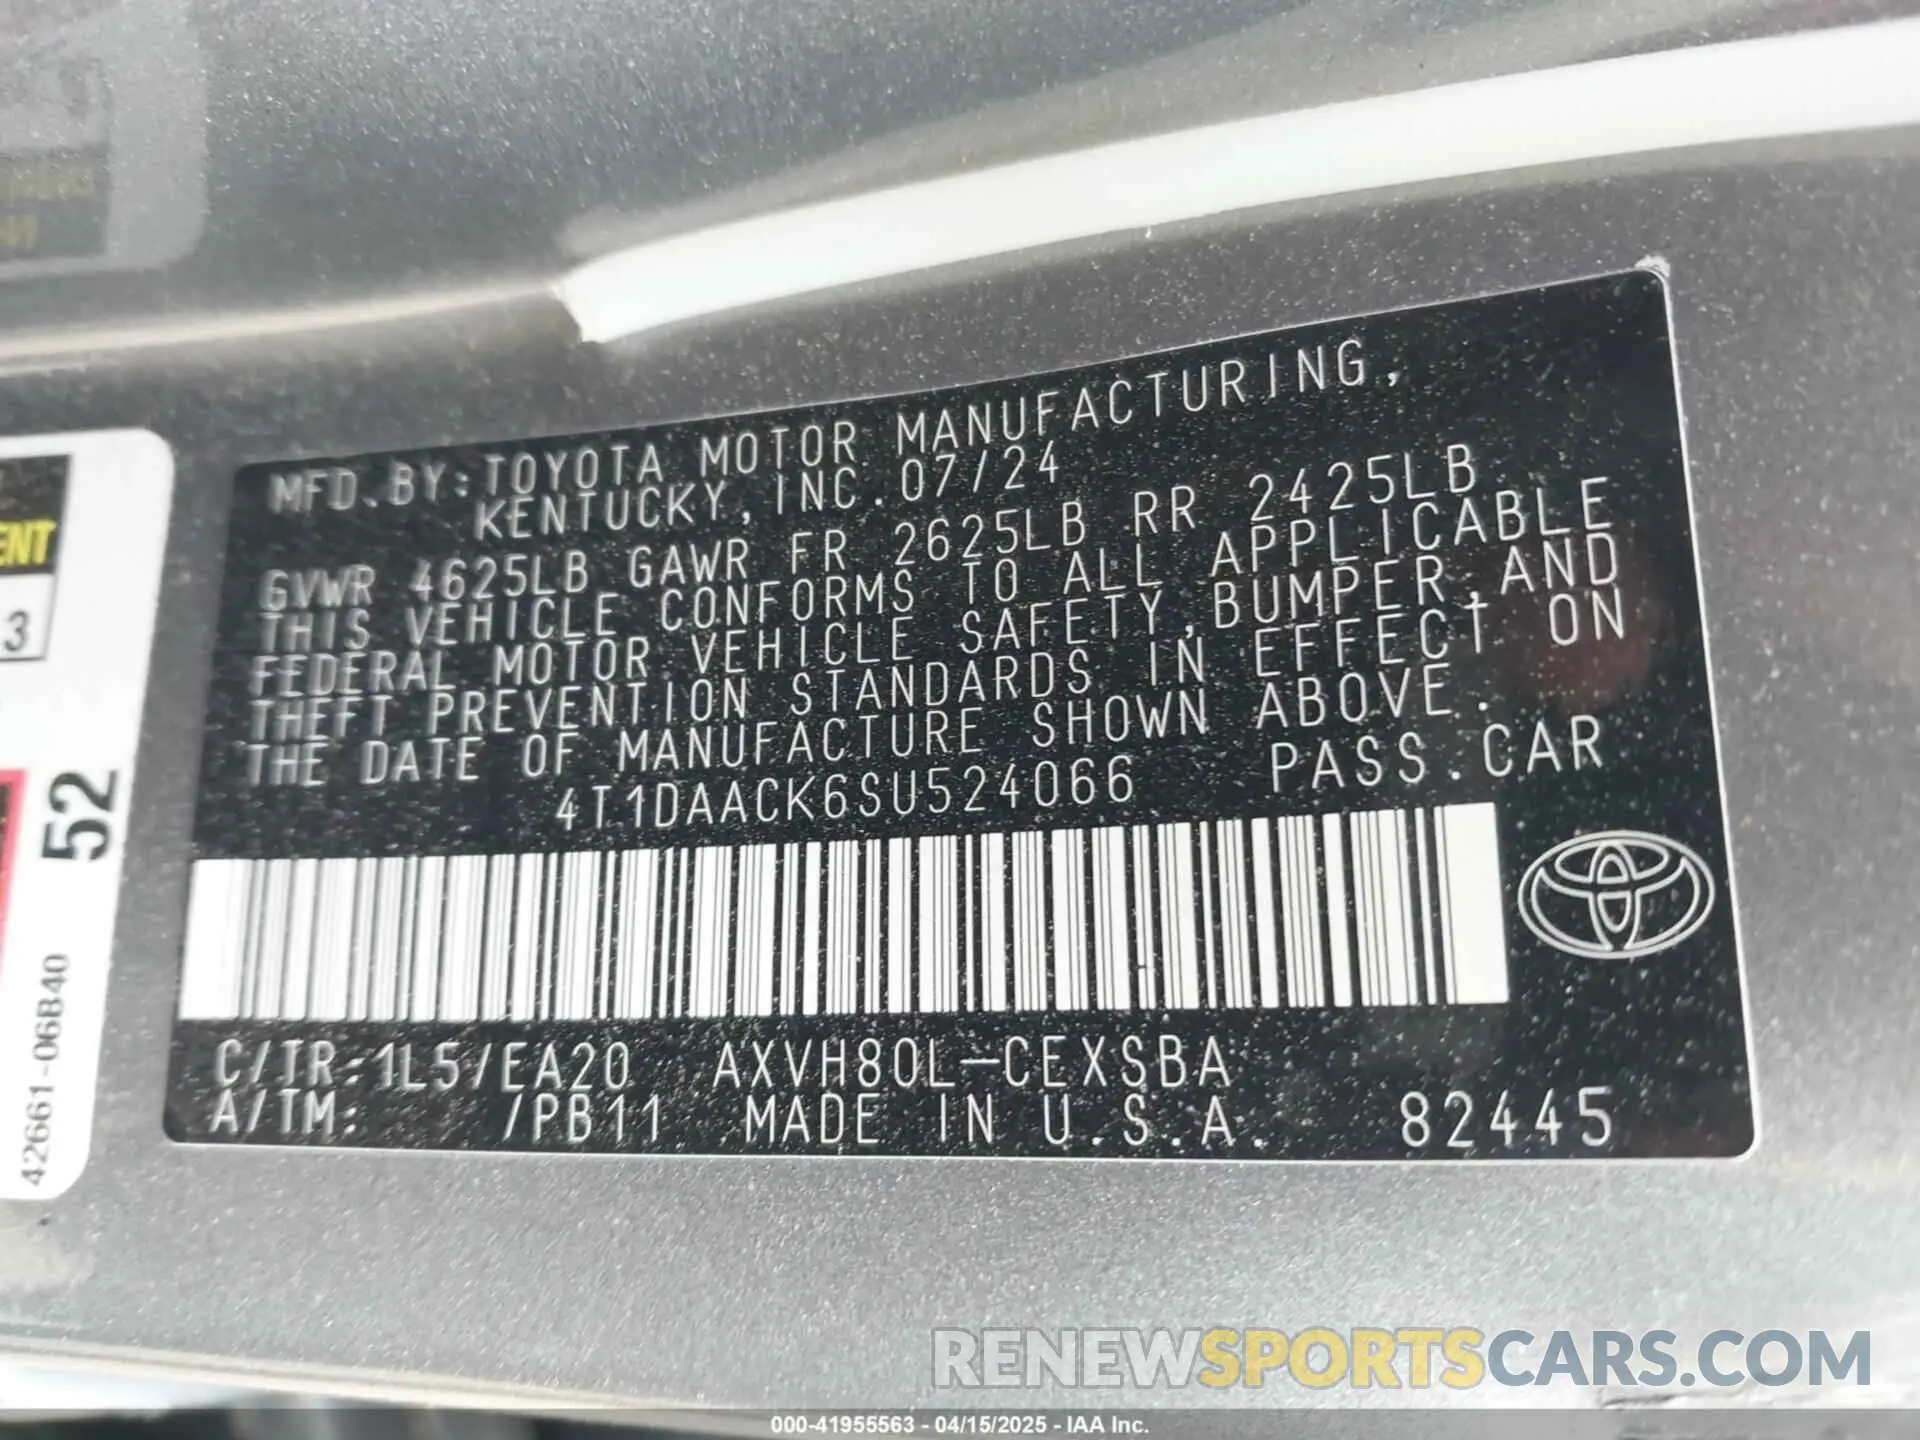 MFD. BY: TOYOTA MOTOR MANUFACTURING,
KENTUCKY, INC. 07/24
GVWR 4625LB GAWR FR 2625LB RR 2425LB
THIS VEHICLE CONFORMS TO ALL APPLICABLE
FEDERAL MOTOR VEHICLE SAFETY, BUMPER, AND
THEFT PREVENTION STANDARDS IN EFFECT ON
THE DATE OF MANUFACTURE SHOWN ABOVE.
4T1DAACK6SU524066 PASS. CAR
C/TR: 1L5/EA20 AXVH80L-CEXSBA
A/TM: /PB11 MADE IN U.S.A. 82445
ENT
3
52
42661-06B40
RENEWSPORTSCARS.COM
000-41955563 - 04/15/2025 - IAA Inc.